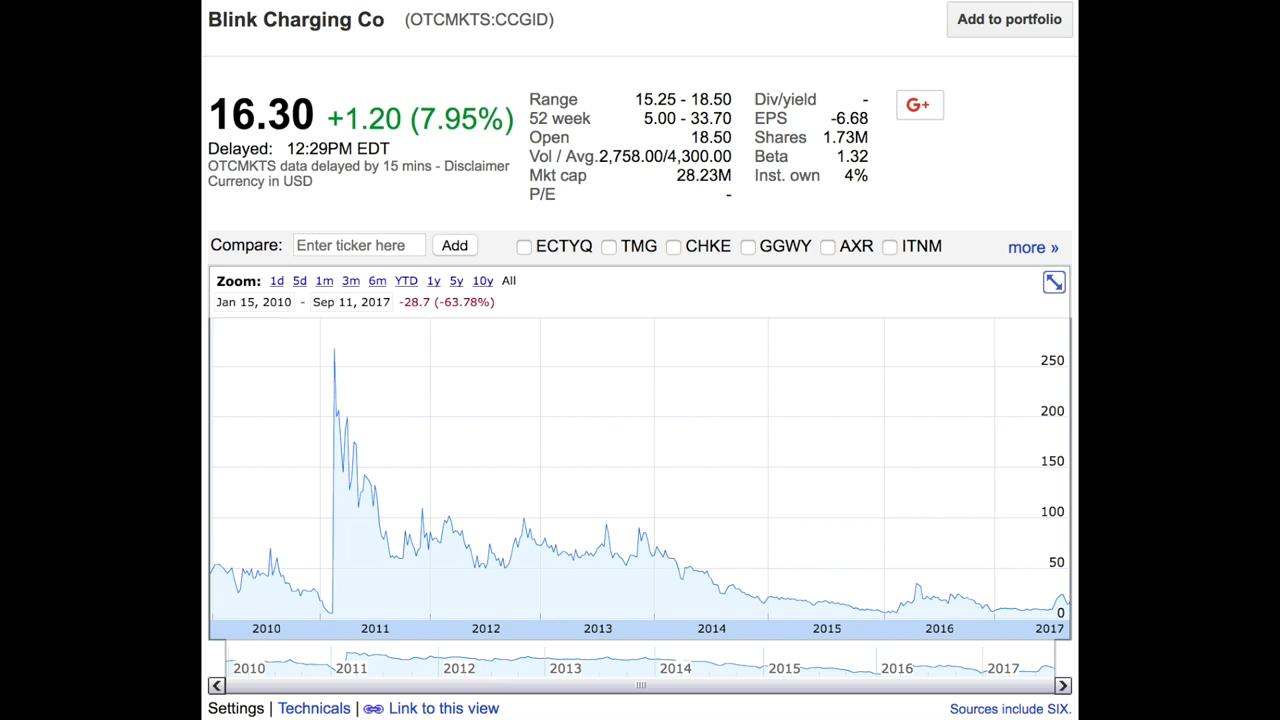 Blink Charging Co (OTCMKTS:CCGID)
Add to portfolio
16.30 +1.20 (7.95%)
Delayed: 12:29PM EDT
OTCMKTS data delayed by 15 mins - Disclaimer
Currency in USD
Range 15.25 - 18.50
52 week 5.00 - 33.70
Open 18.50
Vol / Avg. 2,758.00/4,300.00
Mkt cap 28.23M
P/E -
Div/yield -
EPS -6.68
Shares 1.73M
Beta 1.32
Inst. own 4%
G+
Compare: Enter ticker here Add ECTYQ TMG CHKE GGWY AXR ITNM more »
Zoom: 1d 5d 1m 3m 6m YTD 1y 5y 10y All
Jan 15, 2010 - Sep 11, 2017 -28.7 (-63.78%)
250
200
150
100
50
0
2010 2011 2012 2013 2014 2015 2016 2017
2010 2011 2012 2013 2014 2015 2016 2017
Settings | Technicals | Link to this view
Sources include SIX.